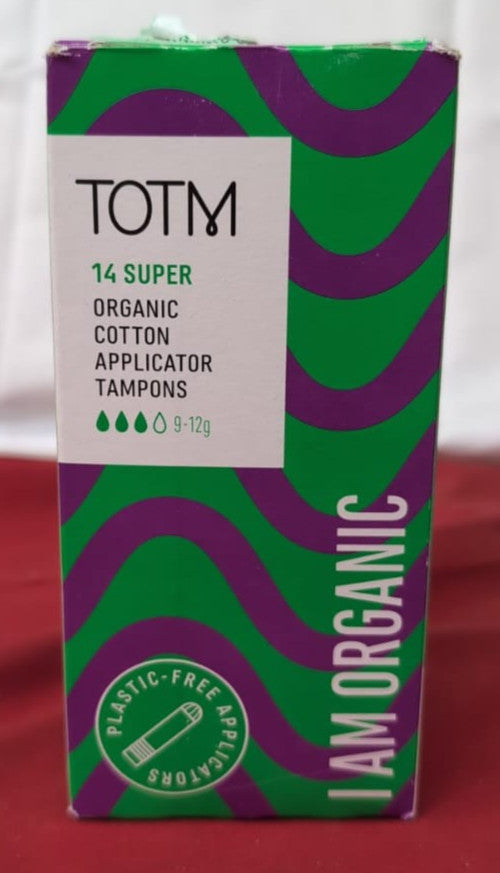 TOTM
14 SUPER
ORGANIC
COTTON
APPLICATOR
TAMPONS
9-12g
I AM ORGANIC
PLASTIC-FREE APPLICATORS